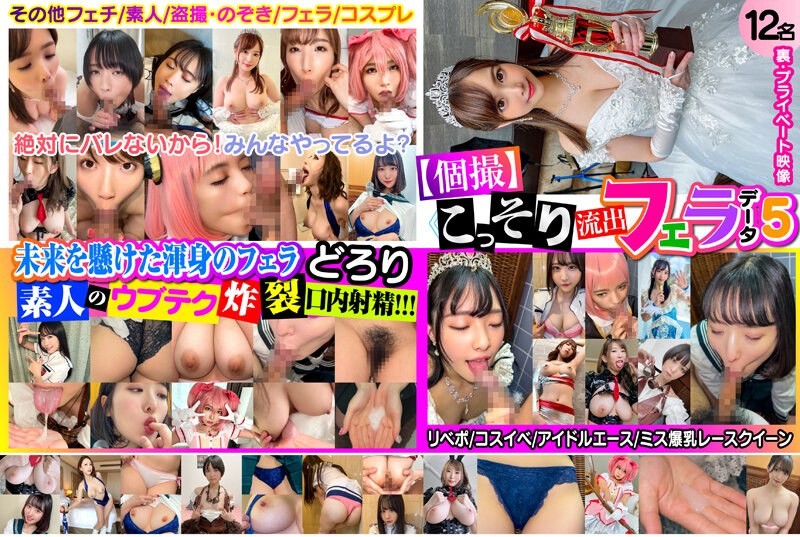 その他フェチ/素人/盗撮・のぞき/フェラ/コスプレ
絶対にバレないから!みんなやってるよ?
未来を懸けた渾身のフェラ
どろり
素人のウブテク炸裂口内射精!!!
12名
裏・プライベート映像
【個撮】
こっそり流出フェラデータ5
リベポ/コスイベ/アイドルエース/ミス爆乳レースクイーン